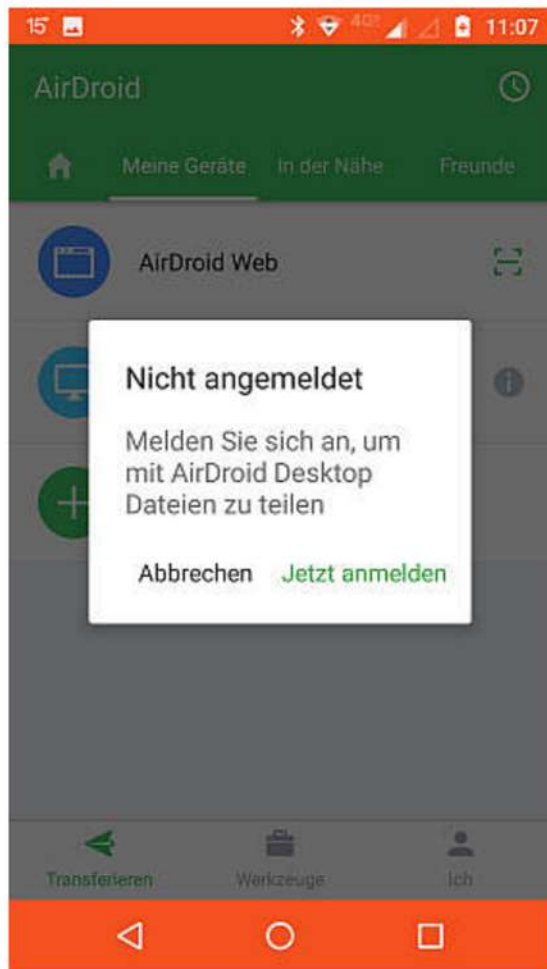 15° 4G 11:07
AirDroid
Meine Geräte In der Nähe Freunde
AirDroid Web
Nicht angemeldet
Melden Sie sich an, um
mit AirDroid Desktop
Dateien zu teilen
Abbrechen Jetzt anmelden
Transferieren Werkzeuge Ich